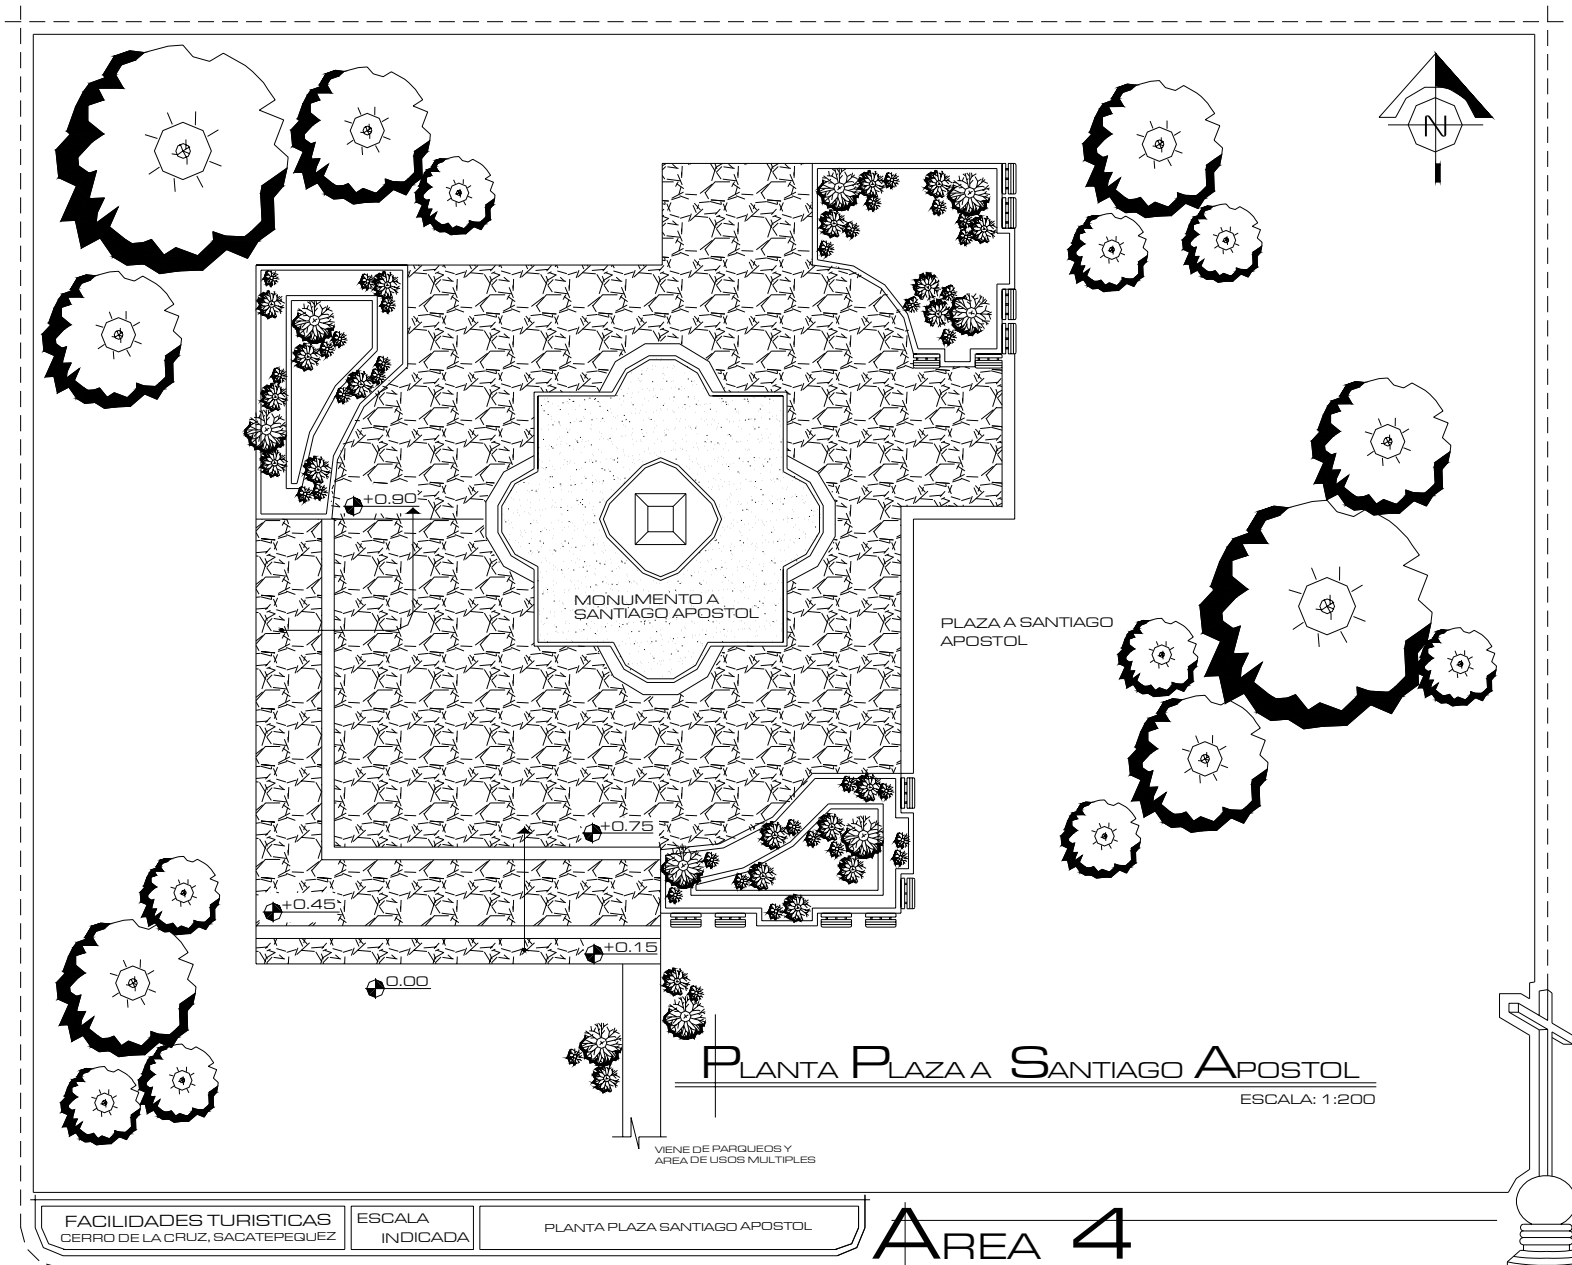 N
+0.90
MONUMENTO A
SANTIAGO APOSTOL
PLAZA A SANTIAGO
APOSTOL
+0.75
+0.45
+0.15
0.00
PLANTA PLAZA A SANTIAGO APOSTOL
ESCALA: 1:200
VIENE DE PARQUEOS Y
AREA DE USOS MULTIPLES
FACILIDADES TURISTICAS
CERRO DE LA CRUZ, SACATEPEQUEZ
ESCALA
INDICADA
PLANTA PLAZA SANTIAGO APOSTOL
AREA 4